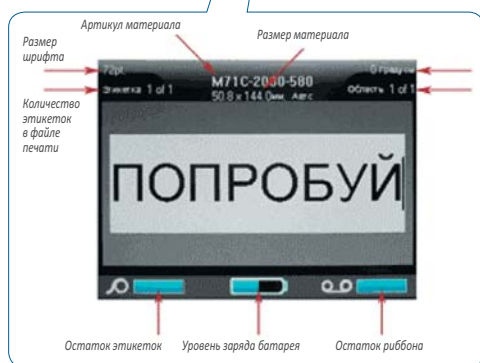 Артикул материала
Размер материала
Размер
шрифта
72pt
0 градусы
M71C-2000-580
Этикетка 1 of 1
50.8 x 144.0мм, Авто
Область 1 of 1
Количество
этикеток
в файле
печати
ПОПРОБУЙ
Остаток этикеток
Уровень заряда батарея
Остаток риббона